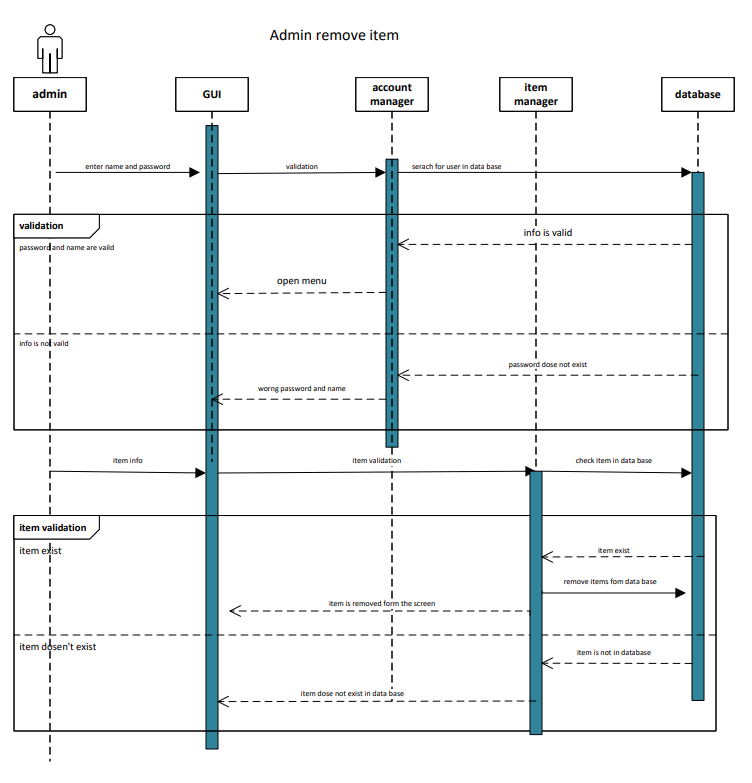 Admin remove item
admin
GUI
account
manager
item
manager
database
enter name and password
validation
serach for user in data base
validation
password and name are vaild
info is valid
open menu
info is not vaild
password dose not exist
worng password and name
item info
item validation
check item in data base
item validation
item exist
item exist
remove items fom data base
item is removed form the screen
item dosen't exist
item is not in database
item dose not exist in data base